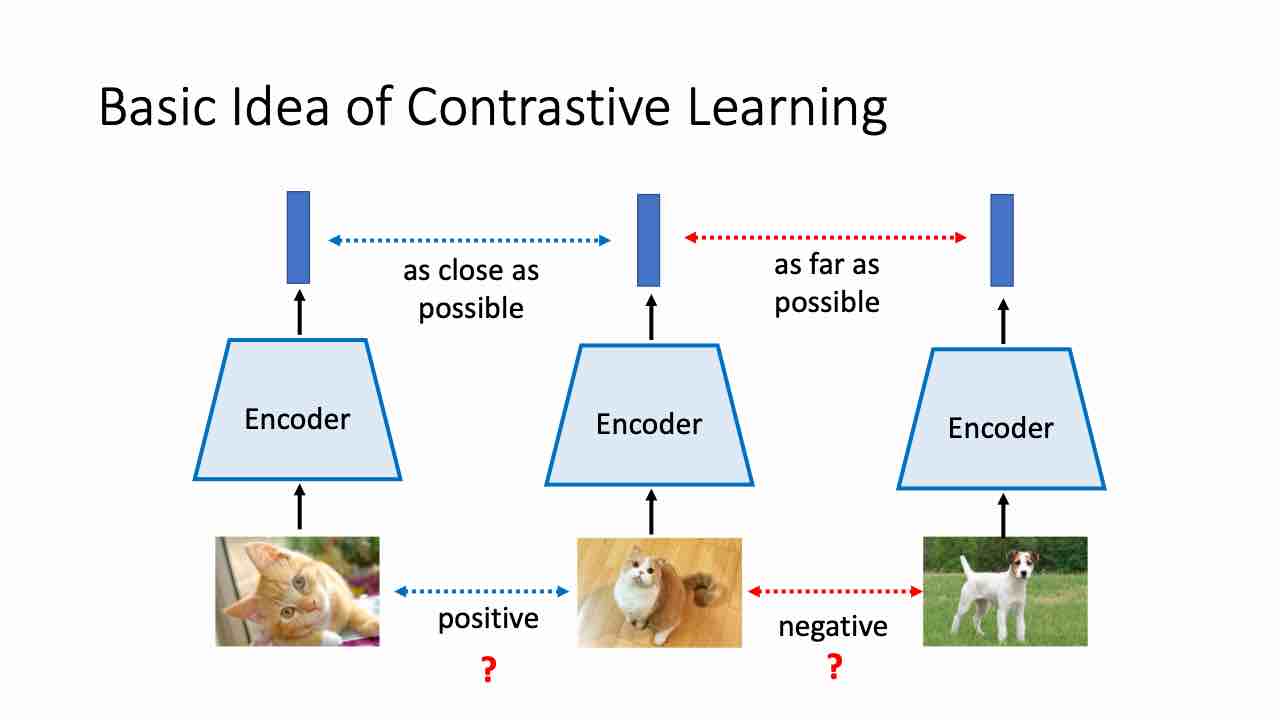 Basic Idea of Contrastive Learning
as close as
possible
as far as
possible
Encoder
Encoder
Encoder
positive
?
negative
?